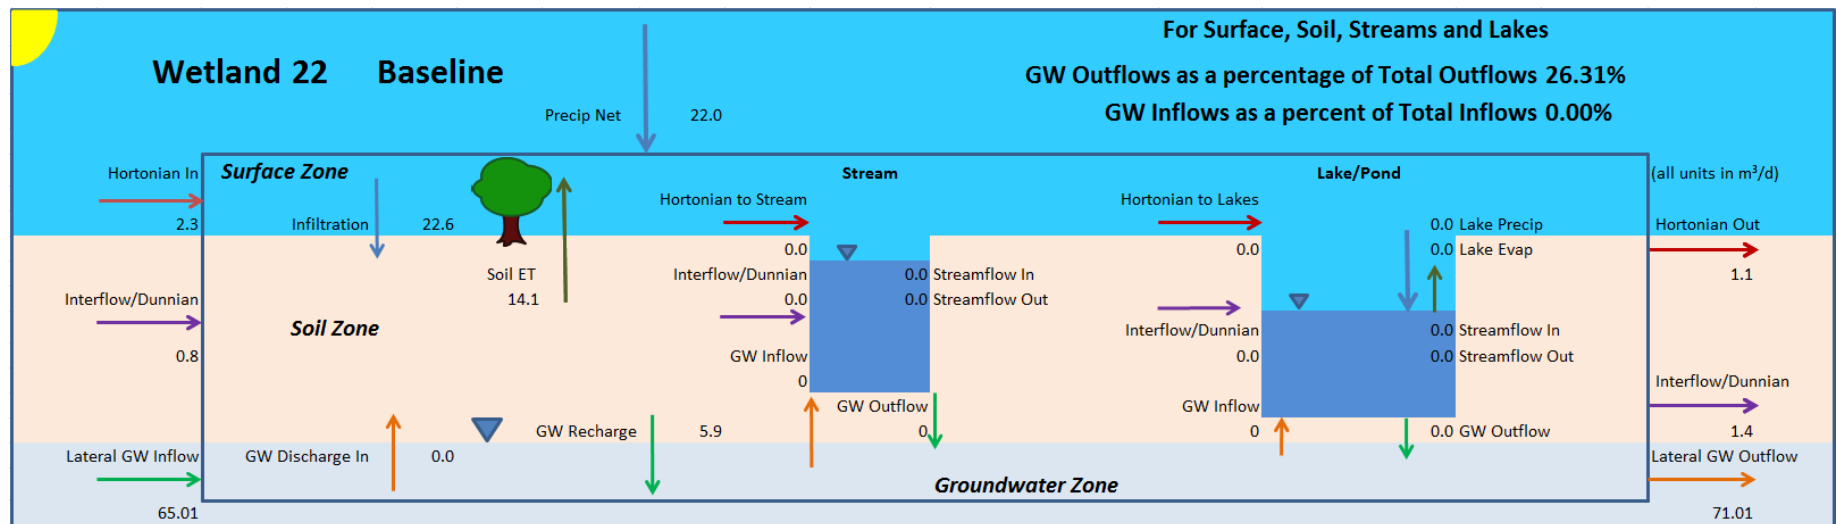 For Surface, Soil, Streams and Lakes
Wetland 22 Baseline
GW Outflows as a percentage of Total Outflows 26.31%
GW Inflows as a percent of Total Inflows 0.00%
Precip Net 22.0
Hortonian In
Surface Zone
Stream
Lake/Pond
(all units in m³/d)
Hortonian to Stream
Hortonian to Lakes
2.3
Infiltration 22.6
0.0 Lake Precip
Hortonian Out
0.0
0.0
0.0 Lake Evap
Soil ET
Interflow/Dunnian
0.0 Streamflow In
1.1
Interflow/Dunnian
14.1
0.0
0.0 Streamflow Out
Soil Zone
Interflow/Dunnian
0.0 Streamflow In
0.8
GW Inflow
0.0
0.0 Streamflow Out
0
Interflow/Dunnian
GW Outflow
GW Inflow
GW Recharge 5.9
0
0
0.0 GW Outflow
1.4
Lateral GW Inflow
GW Discharge In 0.0
Lateral GW Outflow
Groundwater Zone
65.01
71.01